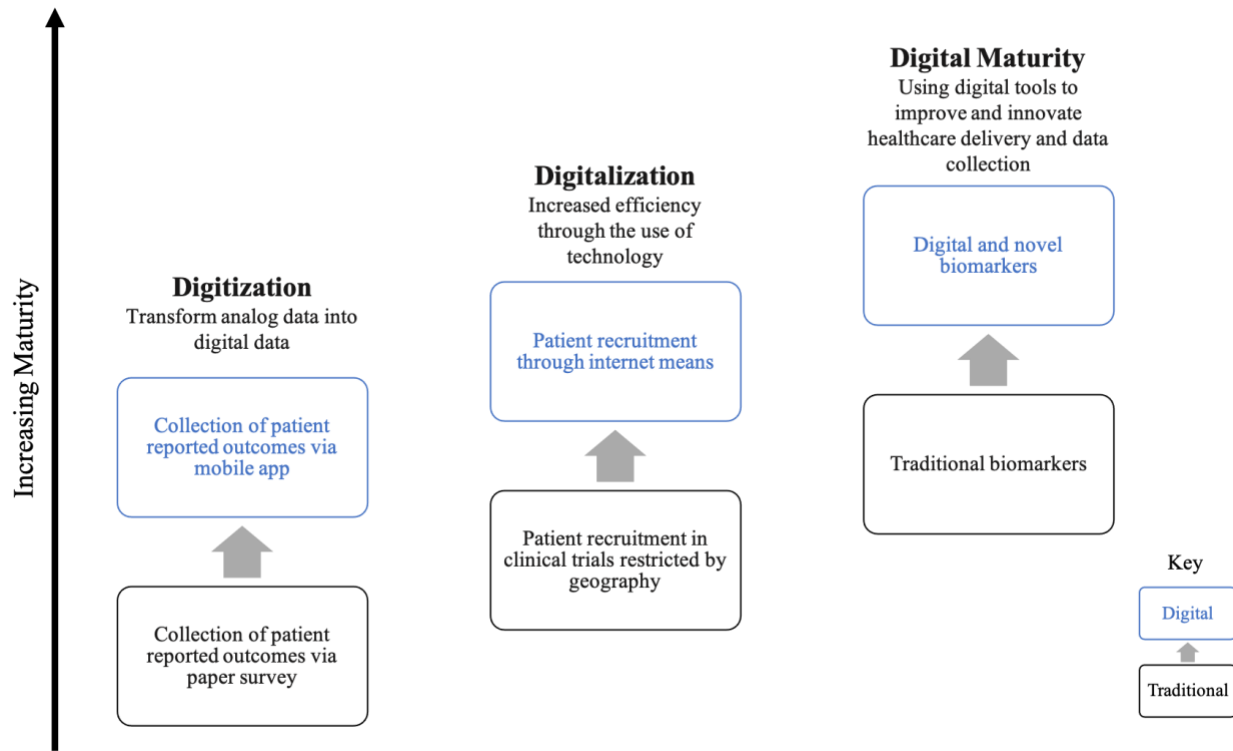 Increasing Maturity
Digitization
Transform analog data into
digital data
Collection of patient
reported outcomes via
mobile app
Collection of patient
reported outcomes via
paper survey
Digitalization
Increased efficiency
through the use of
technology
Patient recruitment
through internet means
Patient recruitment in
clinical trials restricted by
geography
Digital Maturity
Using digital tools to
improve and innovate
healthcare delivery and data
collection
Digital and novel
biomarkers
Traditional biomarkers
Key
Digital
Traditional